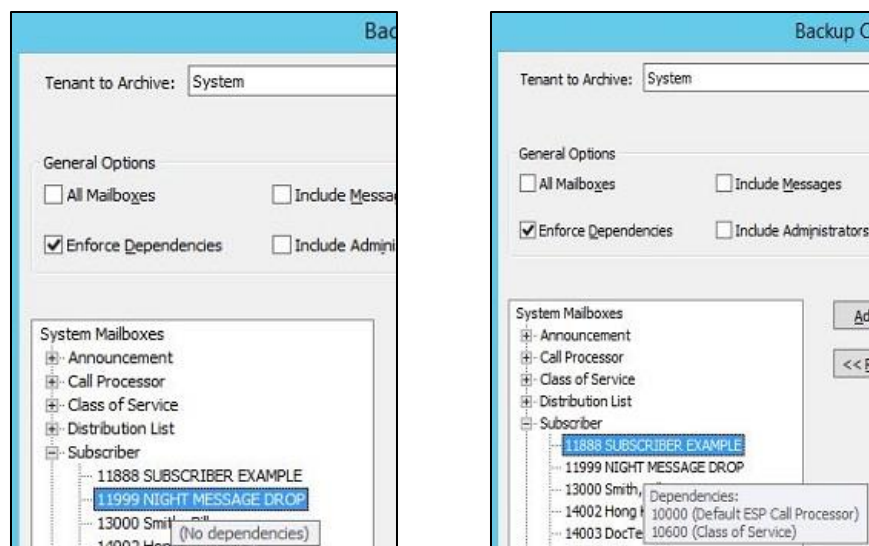 Bac
Tenant to Archive: System
General Options
All Mailboxes
Include Messa
Enforce Dependencies
Include Admini
System Mailboxes
Announcement
Call Processor
Class of Service
Distribution List
Subscriber
11888 SUBSCRIBER EXAMPLE
11999 NIGHT MESSAGE DROP
13000 Smit
(No dependencies)
Backup C
Tenant to Archive: System
General Options
All Mailboxes
Include Messages
Enforce Dependencies
Include Administrators
System Mailboxes
Announcement
Call Processor
Class of Service
Distribution List
Subscriber
11888 SUBSCRIBER EXAMPLE
11999 NIGHT MESSAGE DROP
13000 Smith,
14002 Hong
14003 DocTe
Dependencies:
10000 (Default ESP Call Processor)
10600 (Class of Service)
Ad
<<